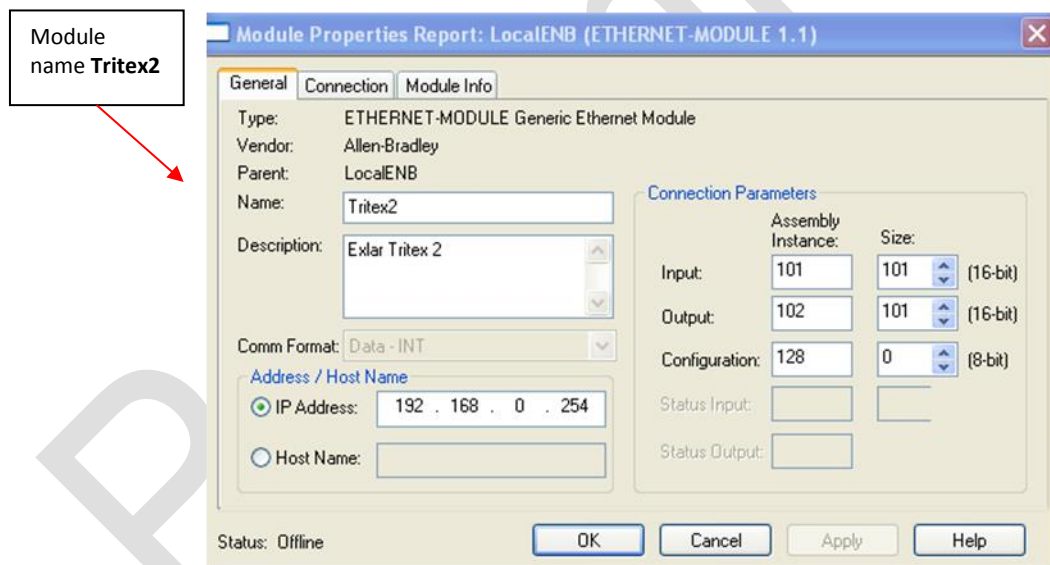 Module
name Tritex2
Module Properties Report: LocalENB (ETHERNET-MODULE 1.1)
General Connection Module Info
Type: ETHERNET-MODULE Generic Ethernet Module
Vendor: Allen-Bradley
Parent: LocalENB
Name: Tritex2
Description: Exlar Tritex 2
Comm Format: Data - INT
Address / Host Name
IP Address: 192 . 168 . 0 . 254
Host Name:
Connection Parameters
Assembly
Instance: Size:
Input: 101 101 (16-bit)
Output: 102 101 (16-bit)
Configuration: 128 0 (8-bit)
Status Input:
Status Output:
Status: Offline OK Cancel Apply Help